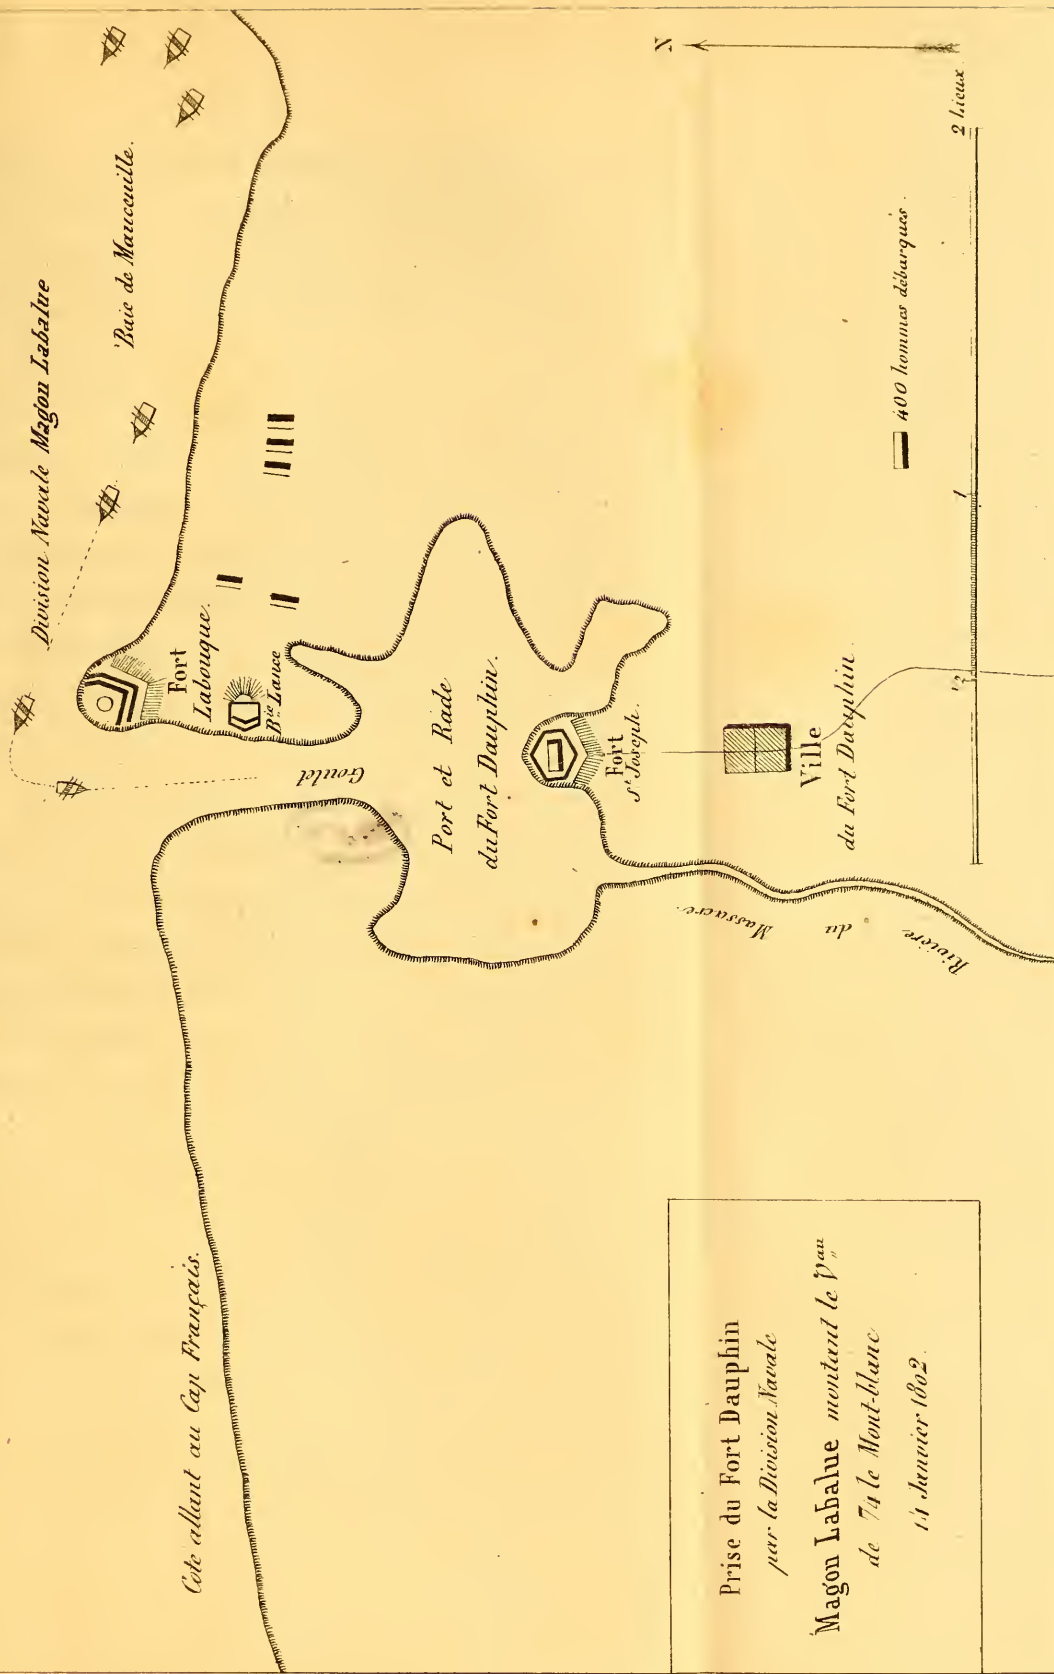 Prise du Fort Dauphin
par la Division Navale
Magon Labalue montant le Vau
de 74 le Mont-blanc
14 Janvier 1802.
Cote allant au Cap Français.
Division Navale Magon Labalue
Baie de Mancenille.
Fort
Labouque.
Bie Lance
Goulet
Port et Rade
du Fort Dauphin.
Fort
St Joseph.
Ville
du Fort Dauphin.
Rivière
du
Massacre.
400 hommes débarqués.
1
2 Lieux
N